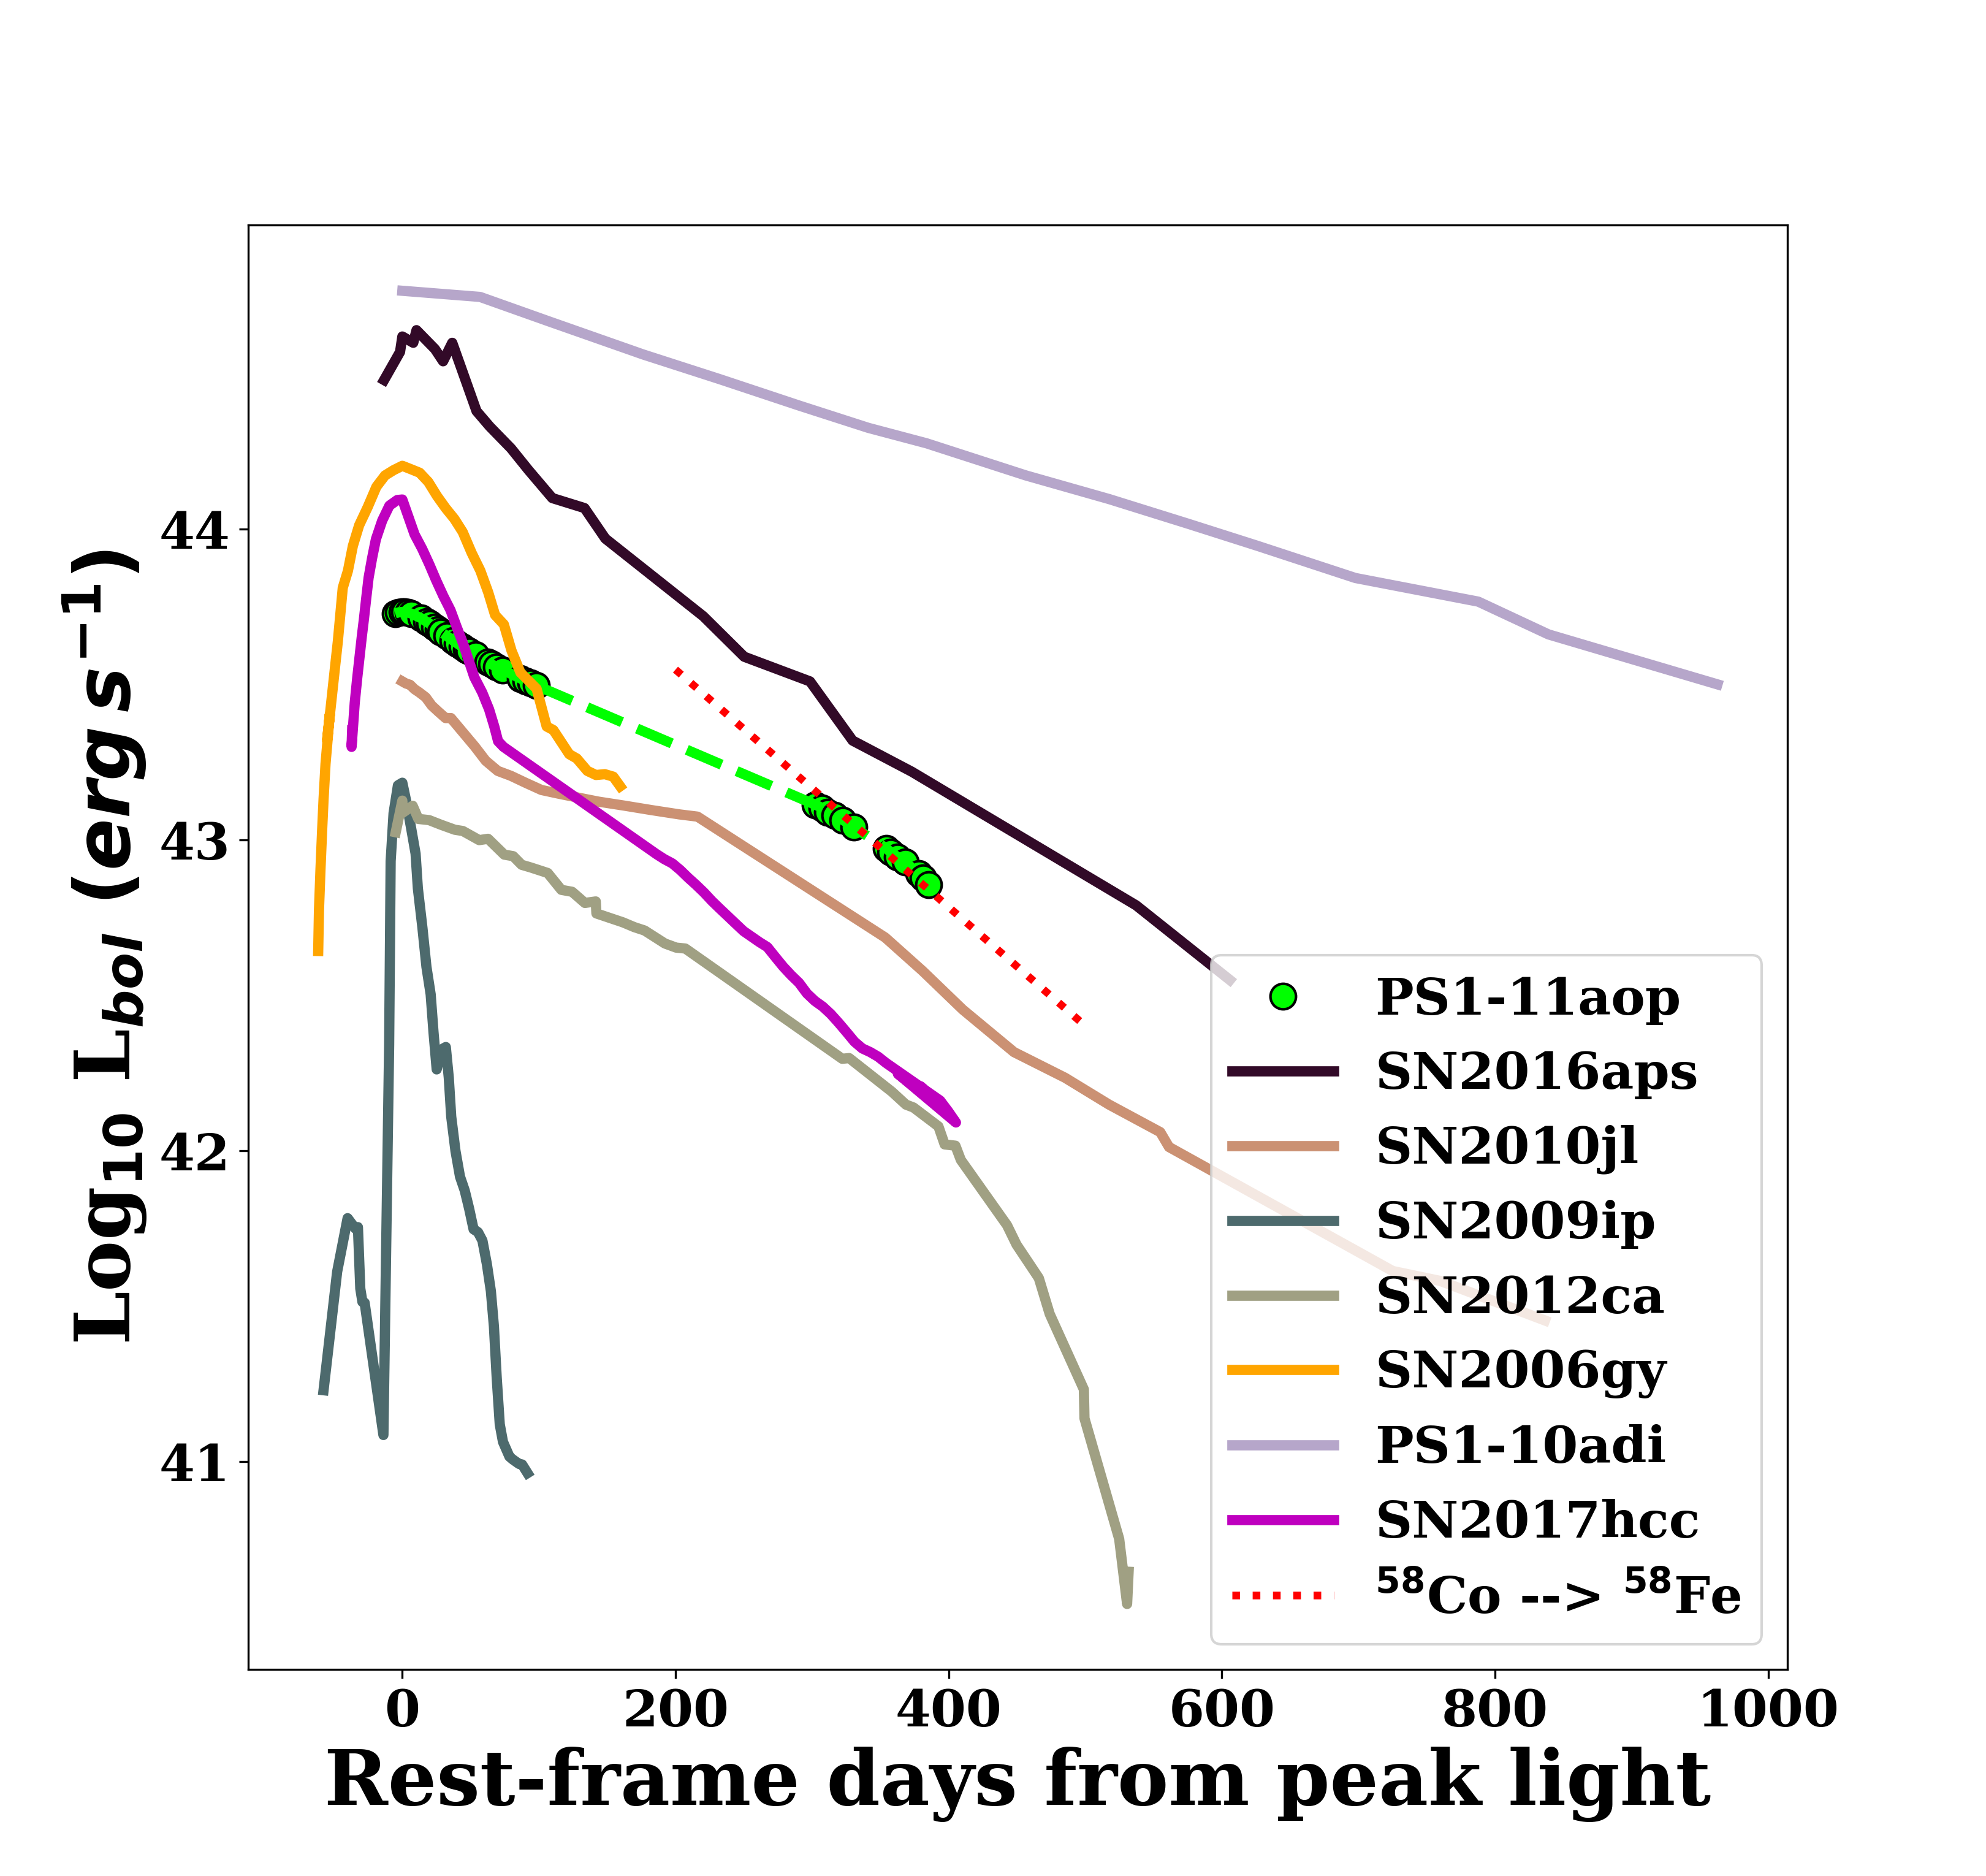 Log₁₀ L_bol (erg s⁻¹)
44
43
42
41
PS1-11aop
SN2016aps
SN2010jl
SN2009ip
SN2012ca
SN2006gy
PS1-10adi
SN2017hcc
⁵⁸Co --> ⁵⁸Fe
0 200 400 600 800 1000
Rest-frame days from peak light